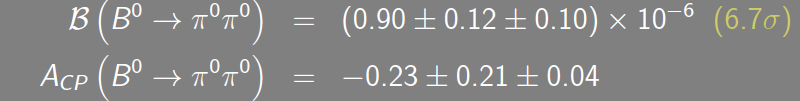 ℬ (B⁰ → π⁰π⁰) = (0.90 ± 0.12 ± 0.10) × 10⁻⁶ (6.7σ)
A_CP (B⁰ → π⁰π⁰) = −0.23 ± 0.21 ± 0.04